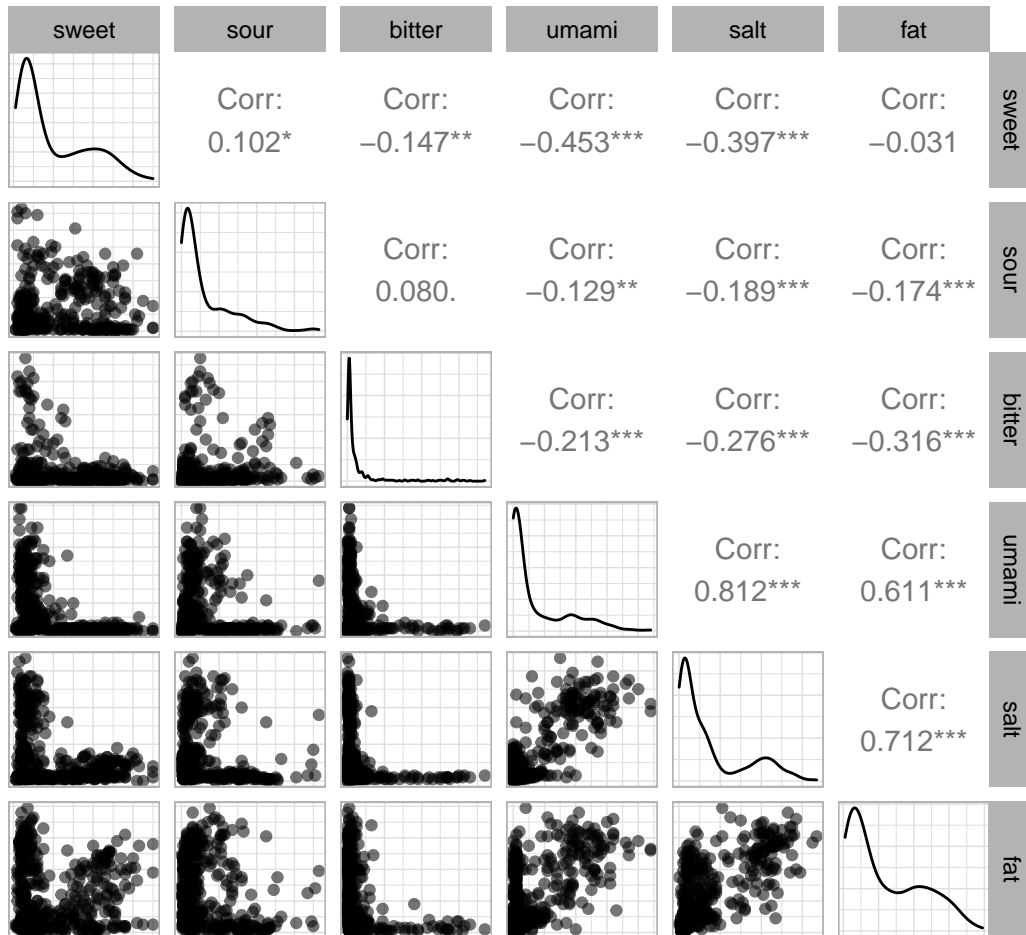 sweet sour bitter umami salt fat
Corr: Corr: Corr: Corr: Corr:
0.102* −0.147** −0.453*** −0.397*** −0.031
sweet
Corr: Corr: Corr: Corr:
0.080. −0.129** −0.189*** −0.174***
sour
Corr: Corr: Corr:
−0.213*** −0.276*** −0.316***
bitter
Corr: Corr:
0.812*** 0.611***
umami
Corr:
0.712***
salt
fat